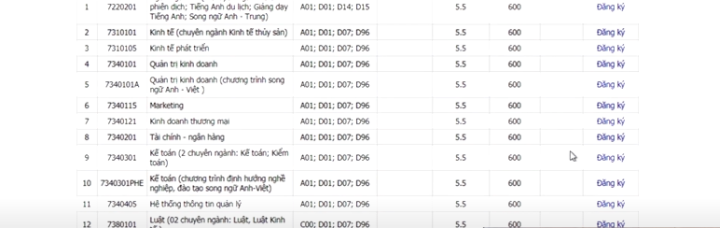 phiên dịch; Tiếng Anh du lịch; Giảng dạy
1 7220201 Tiếng Anh; Song ngữ Anh - Trung) A01; D01; D14; D15 5.5 600 Đăng ký
2 7310101 Kinh tế (chuyên ngành Kinh tế thủy sản) A01; D01; D07; D96 5.5 600 Đăng ký
3 7310105 Kinh tế phát triển A01; D01; D07; D96 5.5 600 Đăng ký
4 7340101 Quản trị kinh doanh A01; D01; D07; D96 5.5 600 Đăng ký
5 7340101A Quản trị kinh doanh (chương trình song
ngữ Anh - Việt ) A01; D01; D07; D96 5.5 600 Đăng ký
6 7340115 Marketing A01; D01; D07; D96 5.5 600 Đăng ký
7 7340121 Kinh doanh thương mại A01; D01; D07; D96 5.5 600 Đăng ký
8 7340201 Tài chính - ngân hàng A01; D01; D07; D96 5.5 600 Đăng ký
9 7340301 Kế toán (2 chuyên ngành: Kế toán; Kiểm
toán) A01; D01; D07; D96 5.5 600 Đăng ký
10 7340301PHE Kế toán (chương trình định hướng nghề
nghiệp, đào tạo song ngữ Anh-Việt) A01; D01; D07; D96 5.5 600 Đăng ký
11 7340405 Hệ thống thông tin quản lý A01; D01; D07; D96 5.5 600 Đăng ký
12 7380101 Luật (02 chuyên ngành: Luật, Luật Kinh
C00; D01; D07; D96 5.5 600 Đăng ký